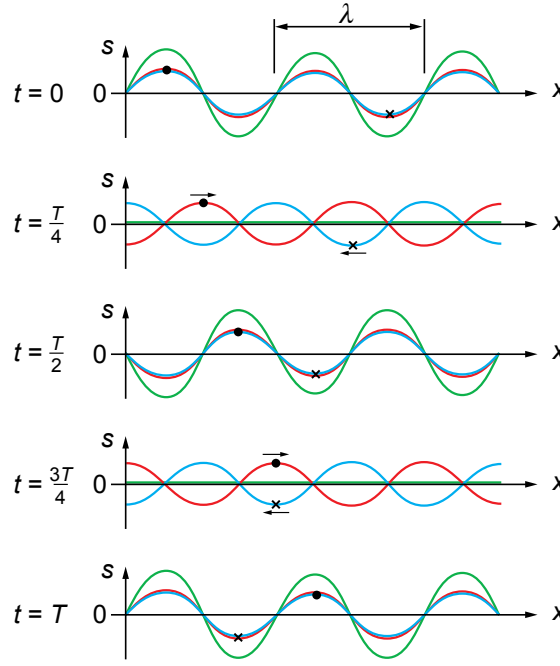 λ
s
t = 0
0
x
s
t = T/4
0
x
s
t = T/2
0
x
s
t = 3T/4
0
x
s
t = T
0
x